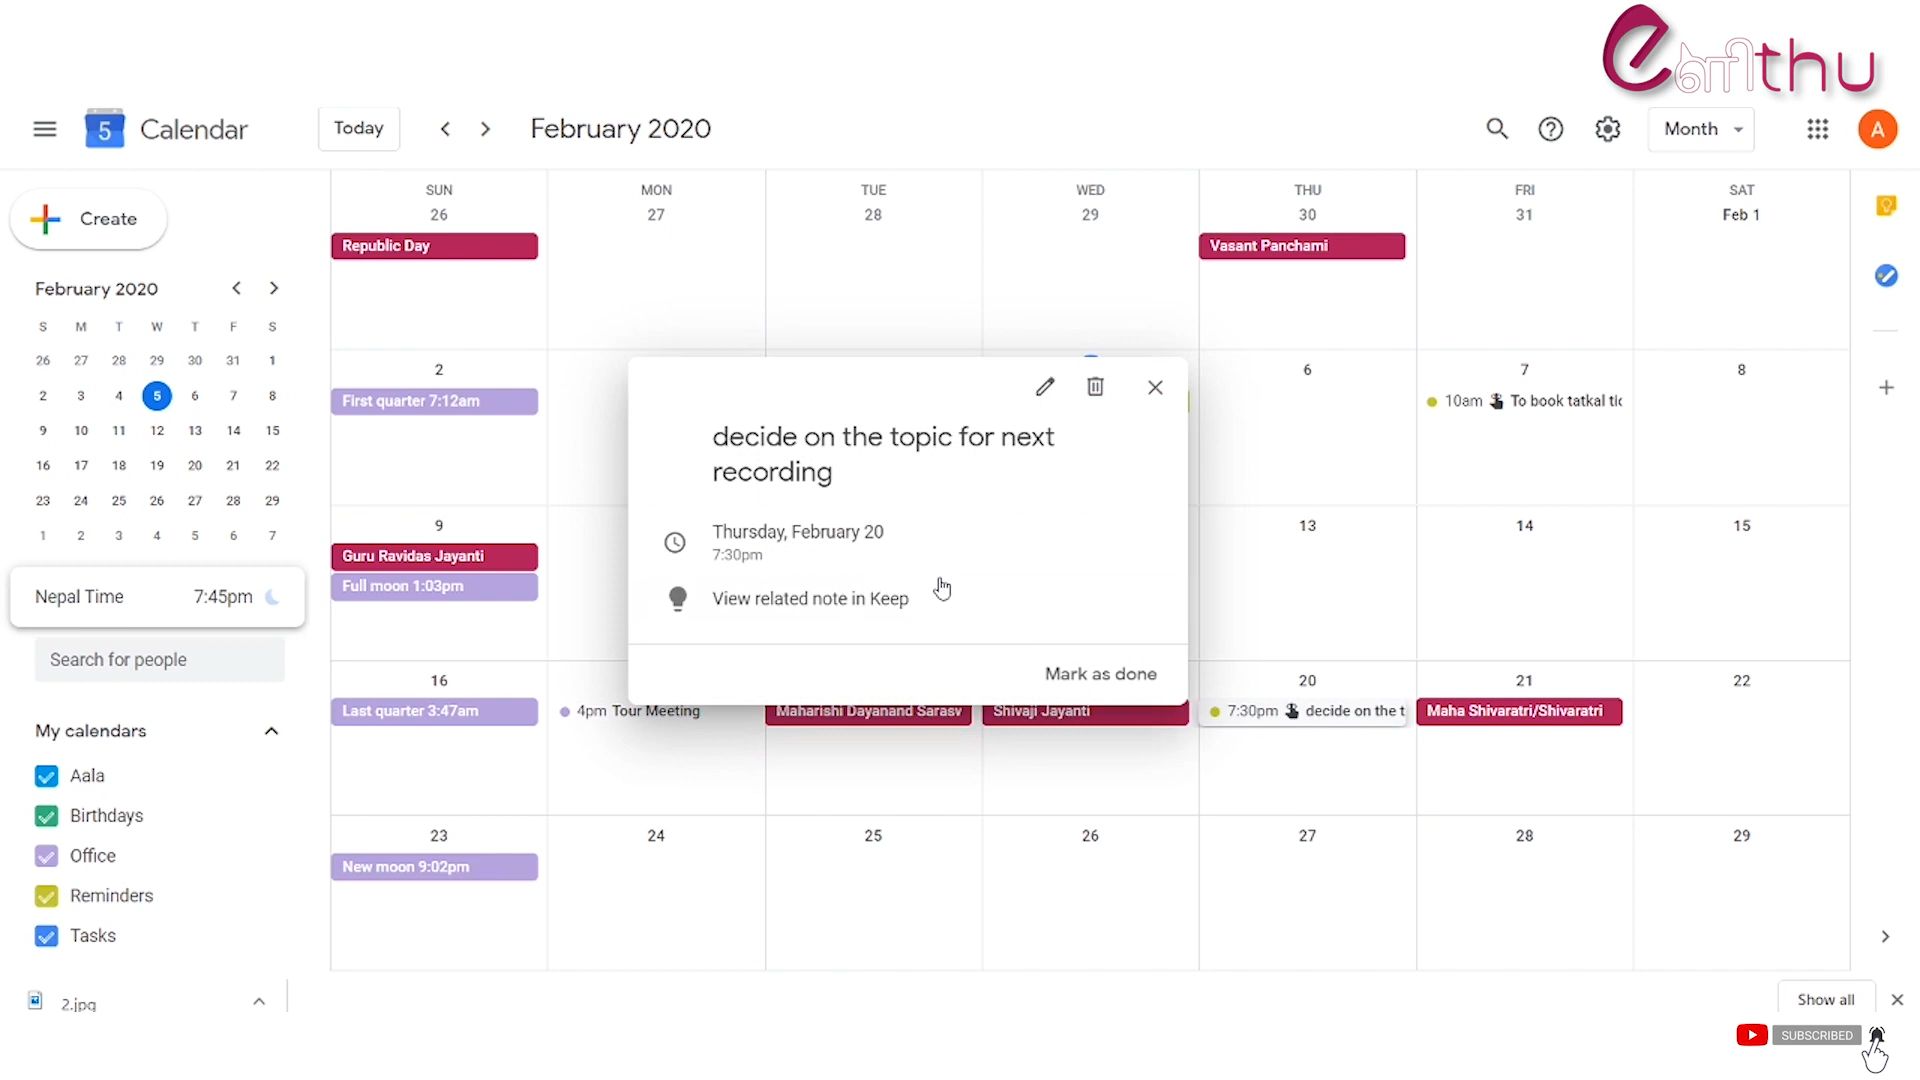 eளிthu
5 Calendar Today February 2020 Month A
Create
SUN MON TUE WED THU FRI SAT
26 27 28 29 30 31 Feb 1
Republic Day Vasant Panchami
February 2020
S M T W T F S
26 27 28 29 30 31 1
2 3 4 5 6 7 8
9 10 11 12 13 14 15
16 17 18 19 20 21 22
23 24 25 26 27 28 29
1 2 3 4 5 6 7
2 6 7 8
First quarter 7:12am 10am To book tatkal tic
decide on the topic for next
recording
Thursday, February 20
7:30pm
View related note in Keep
Mark as done
9 13 14 15
Guru Ravidas Jayanti
Full moon 1:03pm
Nepal Time 7:45pm
Search for people
16 20 21 22
Last quarter 3:47am 4pm Tour Meeting Maharishi Dayanand Sarasv Shivaji Jayanti 7:30pm decide on the t Maha Shivaratri/Shivaratri
23 24 25 26 27 28 29
New moon 9:02pm
My calendars
Aala
Birthdays
Office
Reminders
Tasks
2.jpg
Show all
SUBSCRIBED